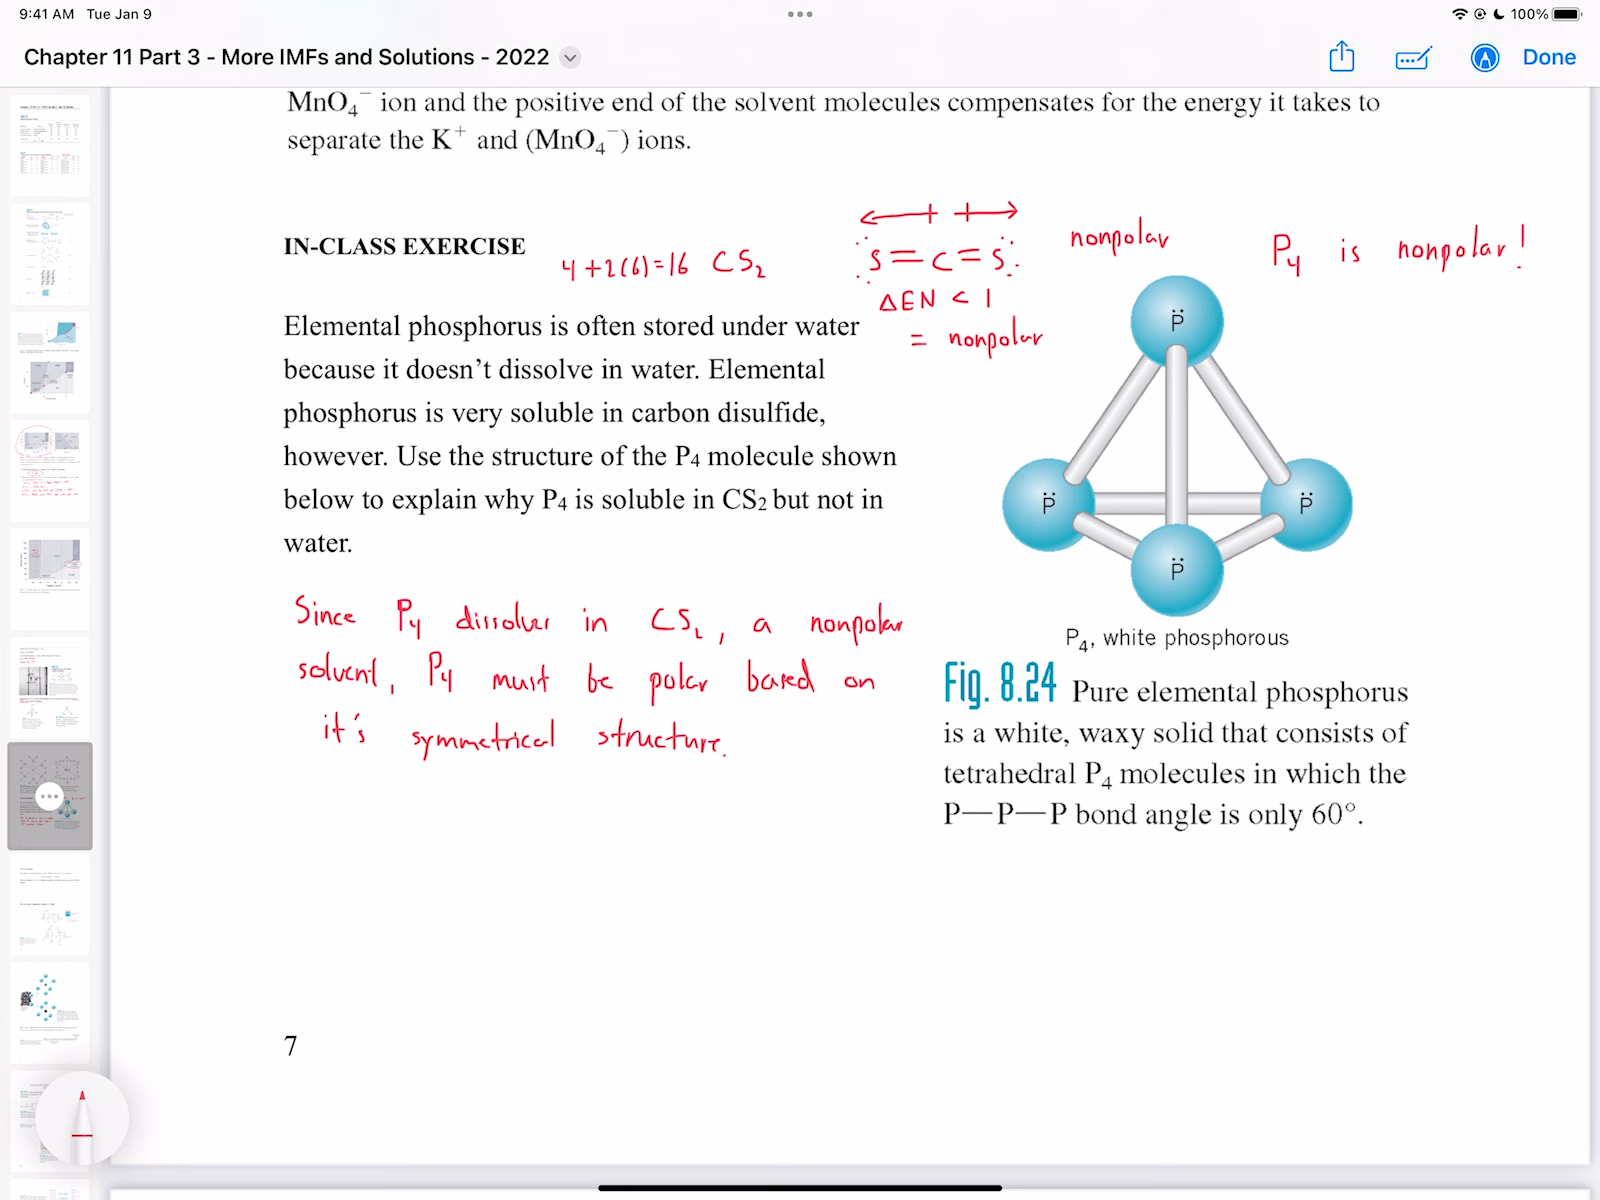 9:41 AM Tue Jan 9
100%
Chapter 11 Part 3 - More IMFs and Solutions - 2022
Done
MnO₄⁻ ion and the positive end of the solvent molecules compensates for the energy it takes to
separate the K⁺ and (MnO₄⁻) ions.
IN-CLASS EXERCISE
4+2(6)=16 CS₂
S=C=S
nonpolar
P₄ is nonpolar!
ΔEN < 1
= nonpolar
Elemental phosphorus is often stored under water
because it doesn't dissolve in water. Elemental
phosphorus is very soluble in carbon disulfide,
however. Use the structure of the P4 molecule shown
below to explain why P4 is soluble in CS2 but not in
water.
P̈
P̈
P̈
P̈
P₄, white phosphorous
Since P₄ dissolves in CS₂, a nonpolar
solvent, P₄ must be polar based on
it's symmetrical structure.
Fig. 8.24 Pure elemental phosphorus
is a white, waxy solid that consists of
tetrahedral P₄ molecules in which the
P—P—P bond angle is only 60°.
7